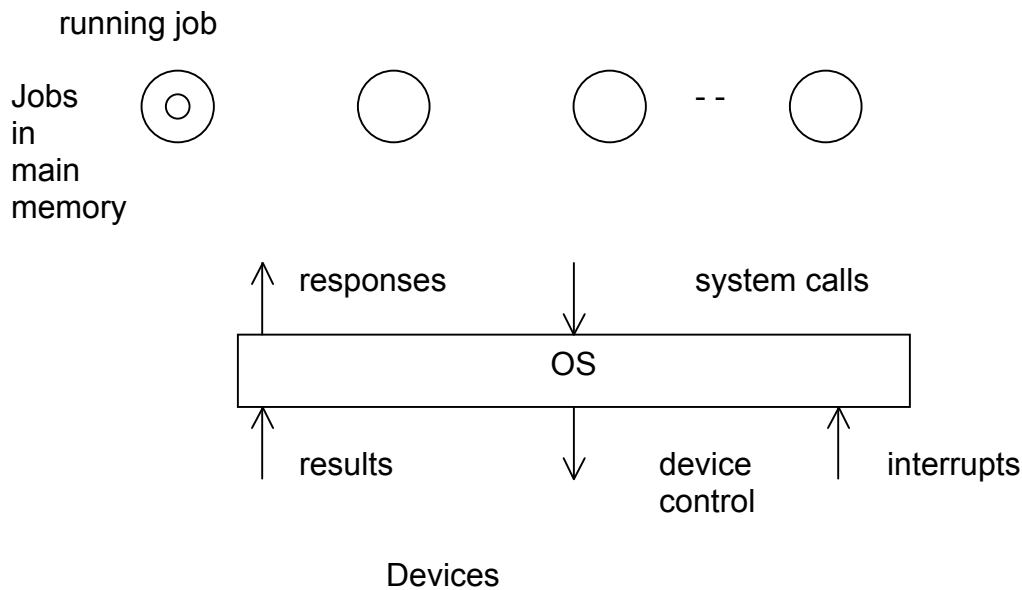 running job
Jobs
in
main
memory
- -
responses
system calls
OS
results
device
control
interrupts
Devices